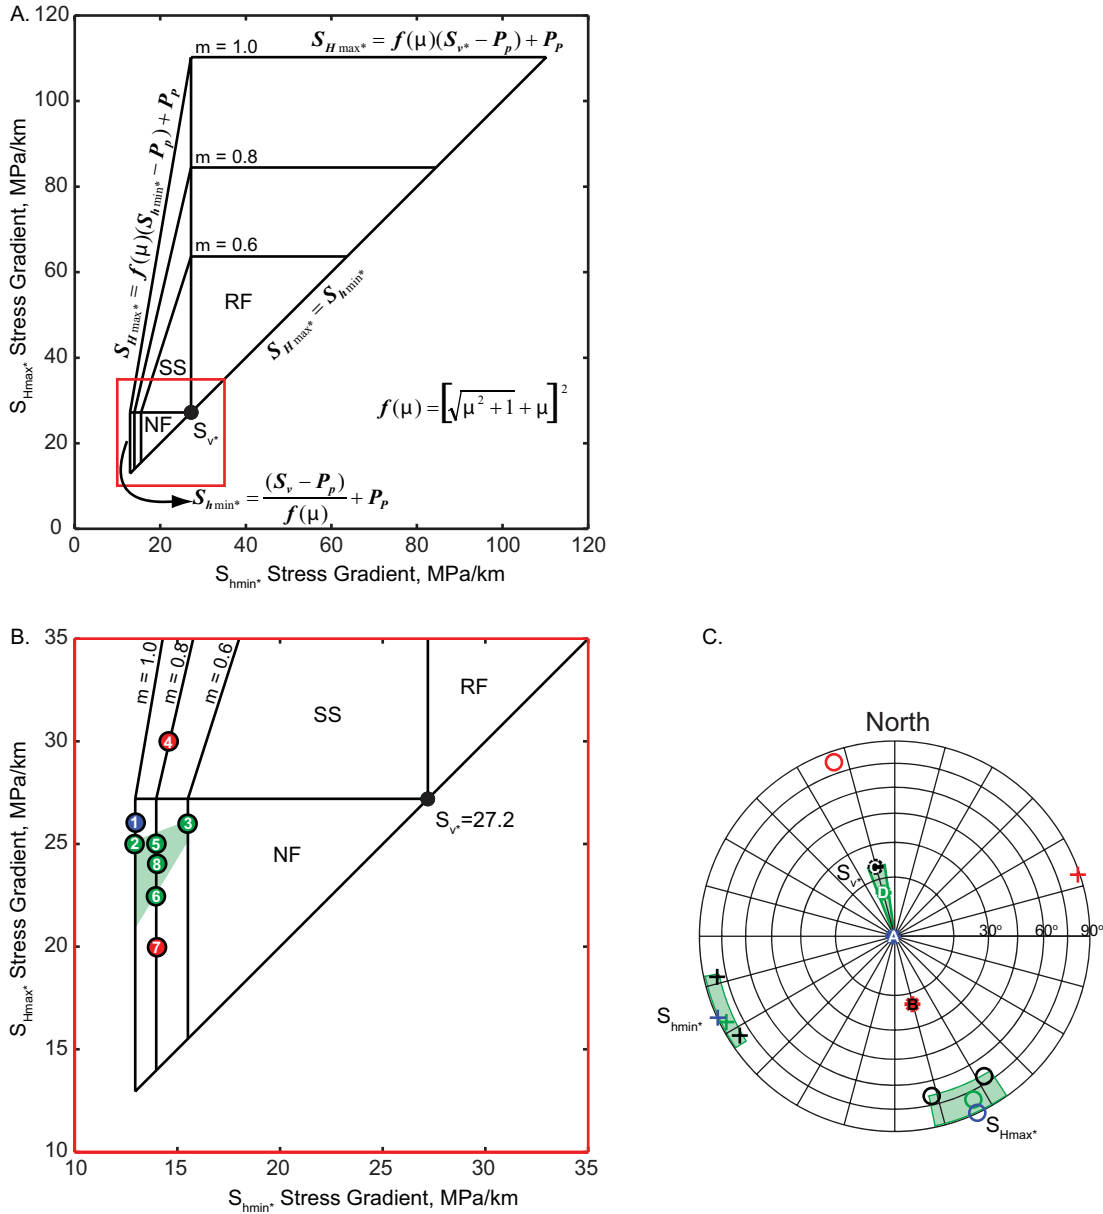 A.
120
100
80
60
40
20
0
S_Hmax* Stress Gradient, MPa/km
0 20 40 60 80 100 120
S_hmin* Stress Gradient, MPa/km
m = 1.0
S_Hmax* = f(μ)(S_v* − P_p) + P_P
S_Hmax* = f(μ)(S_hmin* − P_p) + P_P
m = 0.8
m = 0.6
RF
S_Hmax* = S_hmin*
SS
NF
S_v*
f(μ) = [√μ² + 1 + μ]²
S_hmin* = (S_v − P_p) / f(μ) + P_P
B.
35
30
25
20
15
10
S_Hmax* Stress Gradient, MPa/km
10 15 20 25 30 35
S_hmin* Stress Gradient, MPa/km
m = 1.0
m = 0.8
m = 0.6
SS
RF
NF
S_v*=27.2
4
1
2
3
5
8
6
7
C.
North
S_v*
C
D
A
30° 60° 90°
B
S_hmin*
S_Hmax*